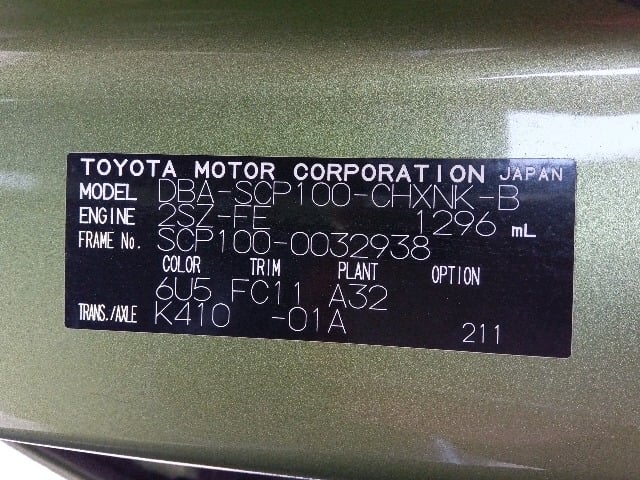 TOYOTA MOTOR CORPORATION JAPAN
MODEL DBA-SCP100-CHXNK-B
ENGINE 2SZ-FE 1296 mL
FRAME No. SCP100-0032938
COLOR TRIM PLANT OPTION
6U5 FC11 A32
TRANS./AXLE K410 -01A
211